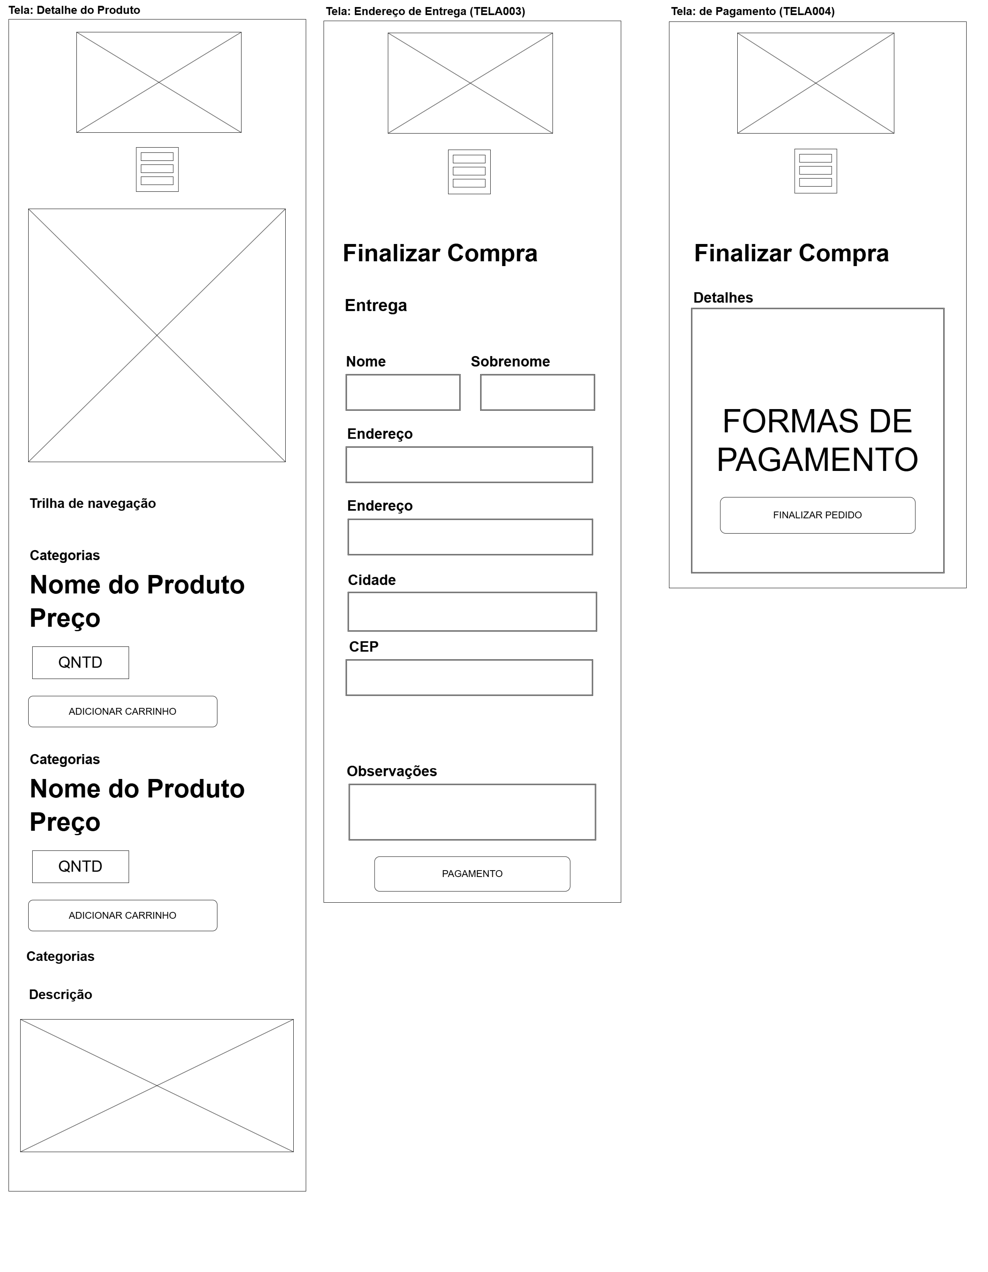 Tela: Detalhe do Produto
Trilha de navegação
Categorias
Nome do Produto
Preço
QNTD
ADICIONAR CARRINHO
Categorias
Nome do Produto
Preço
QNTD
ADICIONAR CARRINHO
Categorias
Descrição
Tela: Endereço de Entrega (TELA003)
Finalizar Compra
Entrega
Nome Sobrenome
Endereço
Endereço
Cidade
CEP
Observações
PAGAMENTO
Tela: de Pagamento (TELA004)
Finalizar Compra
Detalhes
FORMAS DE
PAGAMENTO
FINALIZAR PEDIDO